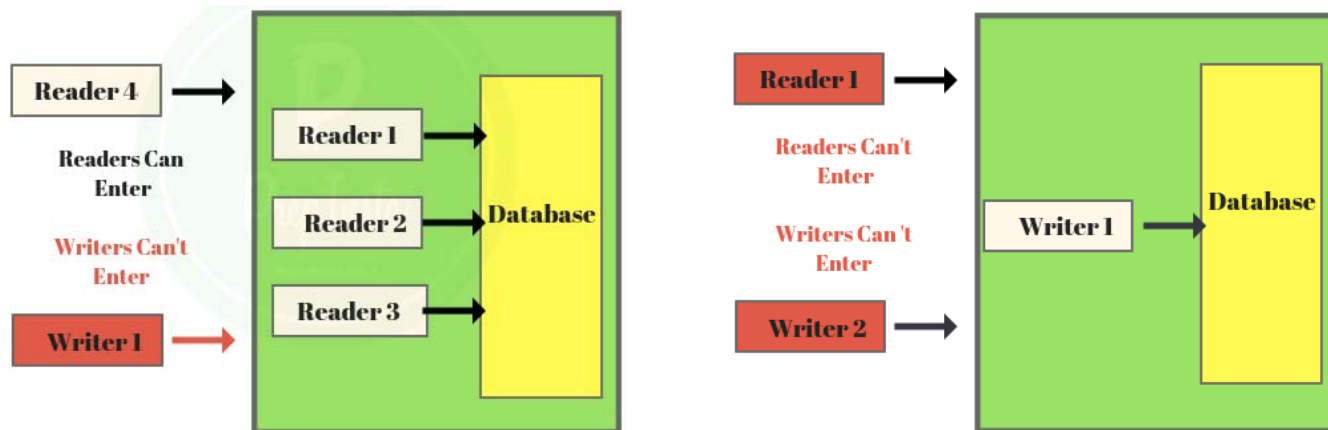 Reader 4
Readers Can
Enter
Writers Can't
Enter
Writer 1
Reader 1
Reader 2
Reader 3
Database
Reader 1
Readers Can't
Enter
Writers Can 't
Enter
Writer 2
Writer 1
Database